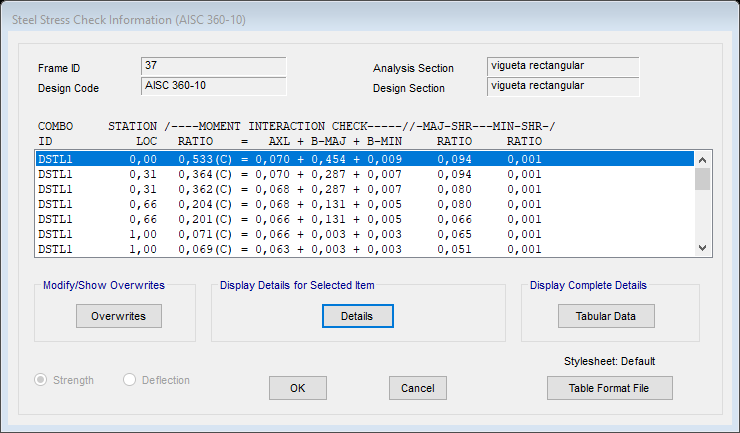 Steel Stress Check Information (AISC 360-10)
Frame ID 37 Analysis Section vigueta rectangular
Design Code AISC 360-10 Design Section vigueta rectangular
COMBO STATION /----MOMENT INTERACTION CHECK-----//-MAJ-SHR---MIN-SHR-/
ID LOC RATIO = AXL + B-MAJ + B-MIN RATIO RATIO
DSTL1 0,00 0,533(C) = 0,070 + 0,454 + 0,009 0,094 0,001
DSTL1 0,31 0,364(C) = 0,070 + 0,287 + 0,007 0,094 0,001
DSTL1 0,31 0,362(C) = 0,068 + 0,287 + 0,007 0,080 0,001
DSTL1 0,66 0,204(C) = 0,068 + 0,131 + 0,005 0,080 0,001
DSTL1 0,66 0,201(C) = 0,066 + 0,131 + 0,005 0,066 0,001
DSTL1 1,00 0,071(C) = 0,066 + 0,003 + 0,003 0,065 0,001
DSTL1 1,00 0,069(C) = 0,063 + 0,003 + 0,003 0,051 0,001
Modify/Show Overwrites Display Details for Selected Item Display Complete Details
Overwrites Details Tabular Data
Stylesheet: Default
Strength Deflection OK Cancel Table Format File